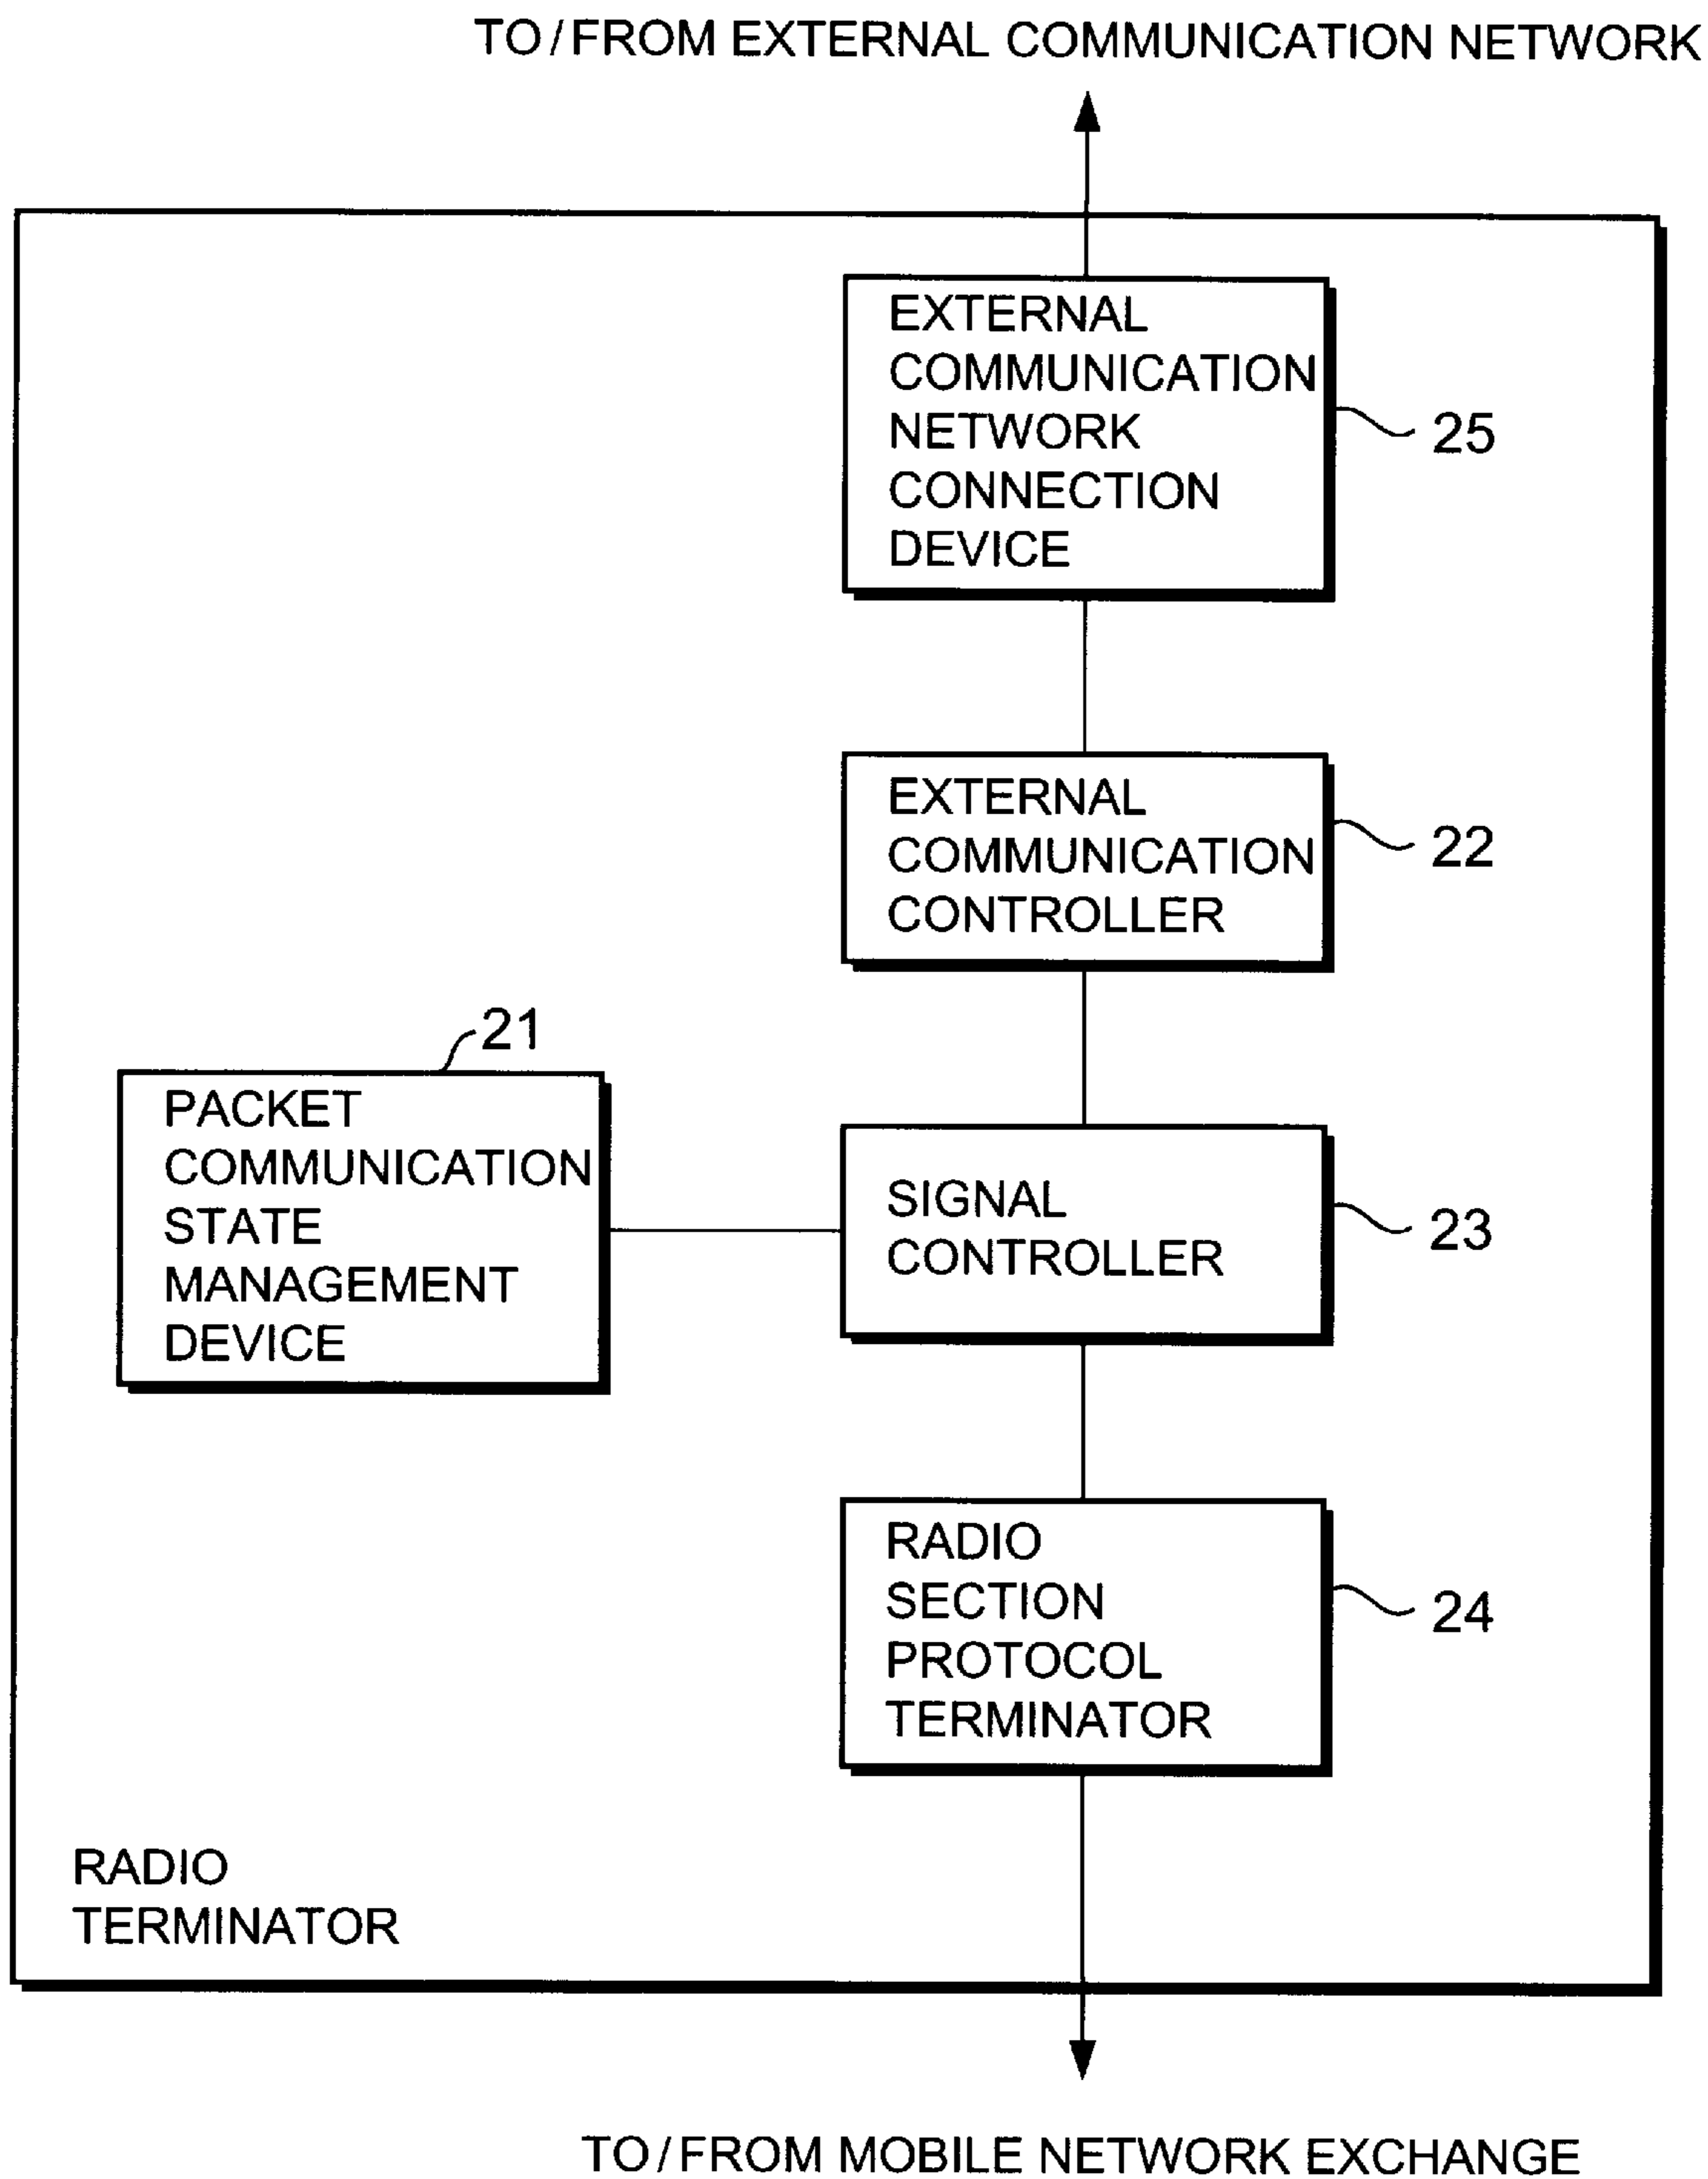 TO/FROM EXTERNAL COMMUNICATION NETWORK
EXTERNAL
COMMUNICATION
NETWORK
CONNECTION
DEVICE
25
EXTERNAL
COMMUNICATION
CONTROLLER
22
21
PACKET
COMMUNICATION
STATE
MANAGEMENT
DEVICE
SIGNAL
CONTROLLER
23
RADIO
SECTION
PROTOCOL
TERMINATOR
24
RADIO
TERMINATOR
TO/FROM MOBILE NETWORK EXCHANGE